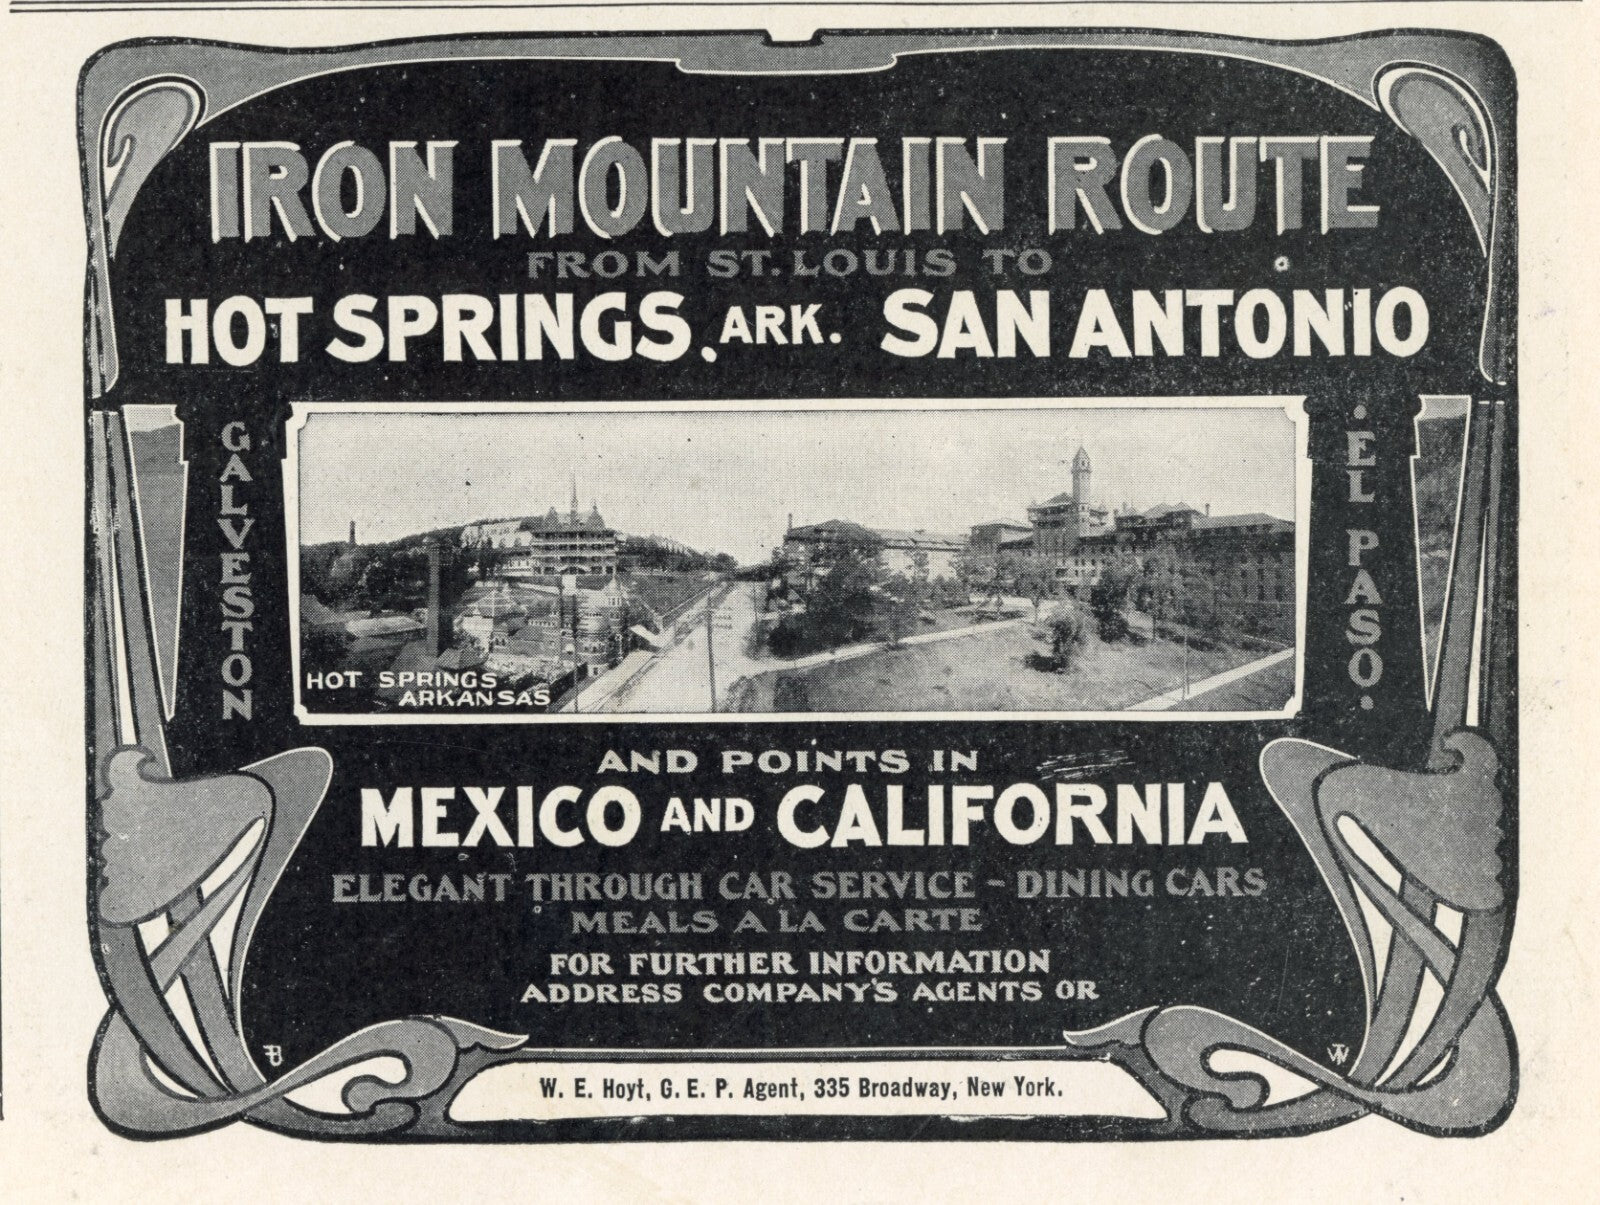 IRON MOUNTAIN ROUTE
FROM ST. LOUIS TO
HOT SPRINGS, ARK. SAN ANTONIO
GALVESTON
HOT SPRINGS
ARKANSAS
· EL PASO ·
AND POINTS IN
MEXICO AND CALIFORNIA
ELEGANT THROUGH CAR SERVICE - DINING CARS
MEALS A LA CARTE
FOR FURTHER INFORMATION
ADDRESS COMPANY'S AGENTS OR
W. E. Hoyt, G. E. P. Agent, 335 Broadway, New York.